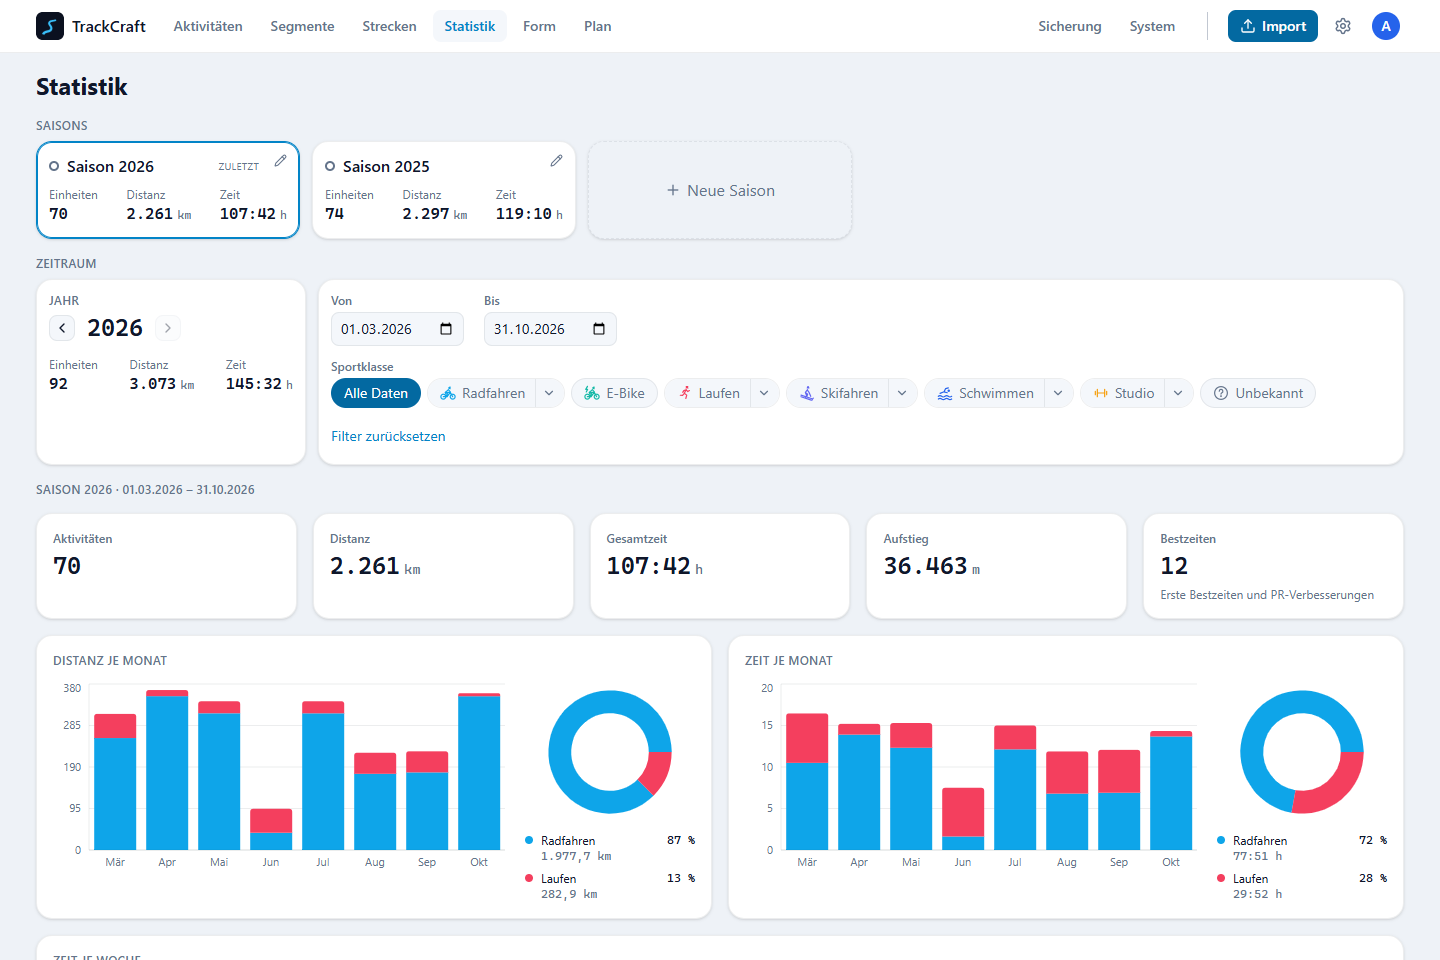 TrackCraft
Aktivitäten
Segmente
Strecken
Statistik
Form
Plan
Sicherung
System
Import
A
Statistik
SAISONS
Saison 2026
ZULETZT
Einheiten
Distanz
Zeit
70
2.261 km
107:42 h
Saison 2025
Einheiten
Distanz
Zeit
74
2.297 km
119:10 h
+ Neue Saison
ZEITRAUM
JAHR
2026
Einheiten
Distanz
Zeit
92
3.073 km
145:32 h
Von
Bis
01.03.2026
31.10.2026
Sportklasse
Alle Daten
Radfahren
E-Bike
Laufen
Skifahren
Schwimmen
Studio
Unbekannt
Filter zurücksetzen
SAISON 2026 · 01.03.2026 – 31.10.2026
Aktivitäten
70
Distanz
2.261 km
Gesamtzeit
107:42 h
Aufstieg
36.463 m
Bestzeiten
12
Erste Bestzeiten und PR-Verbesserungen
DISTANZ JE MONAT
380
285
190
95
0
Mär
Apr
Mai
Jun
Jul
Aug
Sep
Okt
Radfahren 87 %
1.977,7 km
Laufen 13 %
282,9 km
ZEIT JE MONAT
20
15
10
5
0
Mär
Apr
Mai
Jun
Jul
Aug
Sep
Okt
Radfahren 72 %
77:51 h
Laufen 28 %
29:52 h
ZEIT JE WOCHE